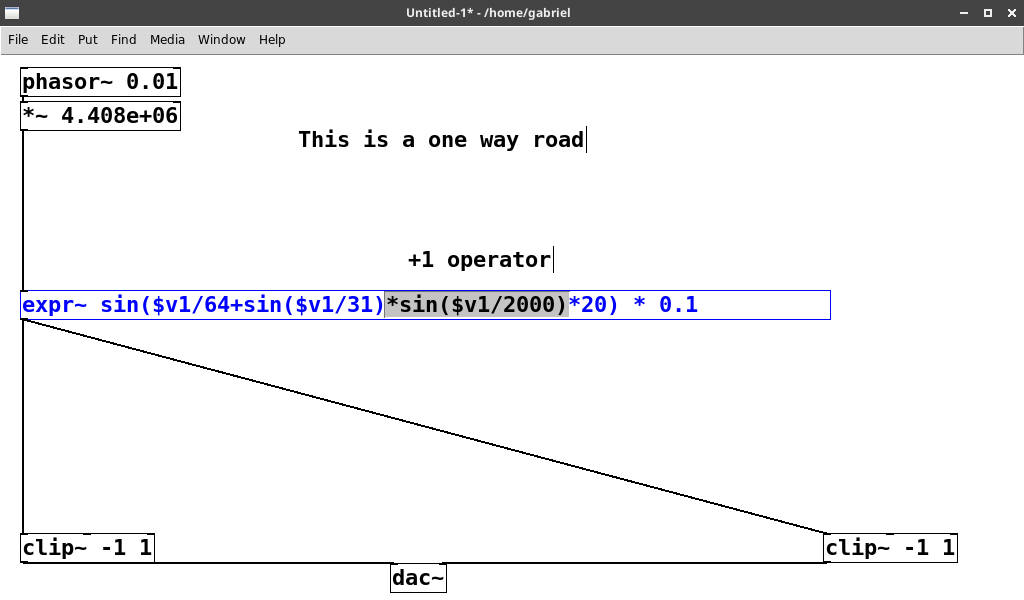 Untitled-1* - /home/gabriel
File Edit Put Find Media Window Help
phasor~ 0.01
*~ 4.408e+06
This is a one way road
+1 operator
expr~ sin($v1/64+sin($v1/31)*sin($v1/2000)*20) * 0.1
clip~ -1 1
clip~ -1 1
dac~